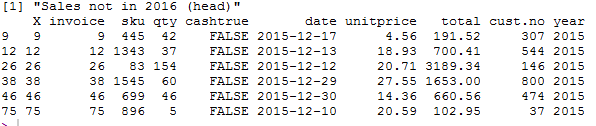 [1] "Sales not in 2016 (head)"
X invoice sku qty cashtrue date unitprice total cust.no year
9 9 9 445 42 FALSE 2015-12-17 4.56 191.52 307 2015
12 12 12 1343 37 FALSE 2015-12-13 18.93 700.41 544 2015
26 26 26 83 154 FALSE 2015-12-12 20.71 3189.34 146 2015
38 38 38 1545 60 FALSE 2015-12-29 27.55 1653.00 800 2015
46 46 46 699 46 FALSE 2015-12-30 14.36 660.56 474 2015
75 75 75 896 5 FALSE 2015-12-10 20.59 102.95 37 2015
>